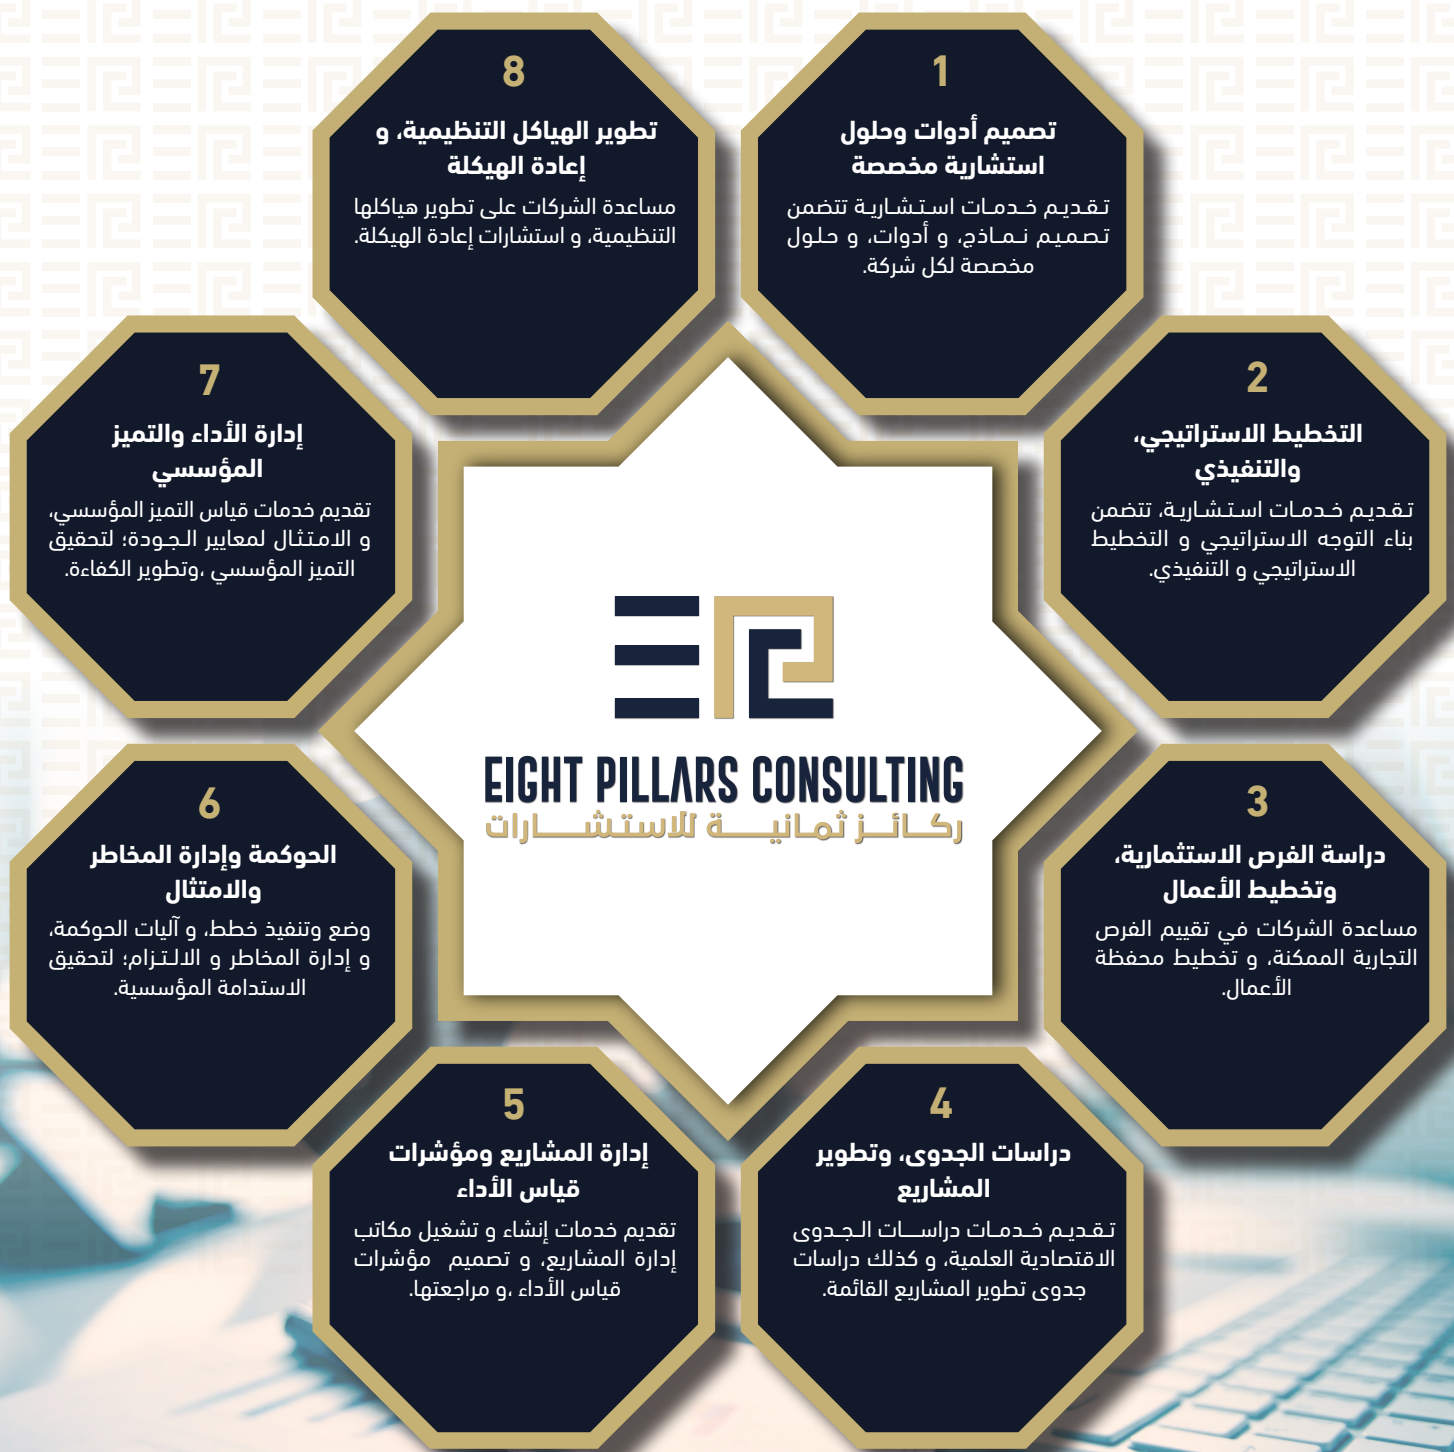 1
تصميم أدوات وحلول
استشارية مخصصة
تقديم خدمات استشارية تتضمن
تصميم نماذج، و أدوات، و حلول
مخصصة لكل شركة.
2
التخطيط الاستراتيجي،
والتنفيذي
تقديم خدمات استشارية، تتضمن
بناء التوجه الاستراتيجي و التخطيط
الاستراتيجي و التنفيذي.
3
دراسة الفرص الاستثمارية،
وتخطيط الأعمال
مساعدة الشركات في تقييم الفرص
التجارية الممكنة، و تخطيط محفظة
الأعمال.
4
دراسات الجدوى، وتطوير
المشاريع
تقديم خدمات دراسات الجدوى
الاقتصادية العلمية، و كذلك دراسات
جدوى تطوير المشاريع القائمة.
5
إدارة المشاريع ومؤشرات
قياس الأداء
تقديم خدمات إنشاء و تشغيل مكاتب
إدارة المشاريع، و تصميم مؤشرات
قياس الأداء ،و مراجعتها.
6
الحوكمة وإدارة المخاطر
والامتثال
وضع وتنفيذ خطط، و آليات الحوكمة،
و إدارة المخاطر و الالتزام؛ لتحقيق
الاستدامة المؤسسية.
7
إدارة الأداء والتميز
المؤسسي
تقديم خدمات قياس التميز المؤسسي،
و الامتثال لمعايير الجودة؛ لتحقيق
التميز المؤسسي ،وتطوير الكفاءة.
8
تطوير الهياكل التنظيمية، و
إعادة الهيكلة
مساعدة الشركات على تطوير هياكلها
التنظيمية، و استشارات إعادة الهيكلة.
EIGHT PILLARS CONSULTING
ركائز ثمانية للاستشارات